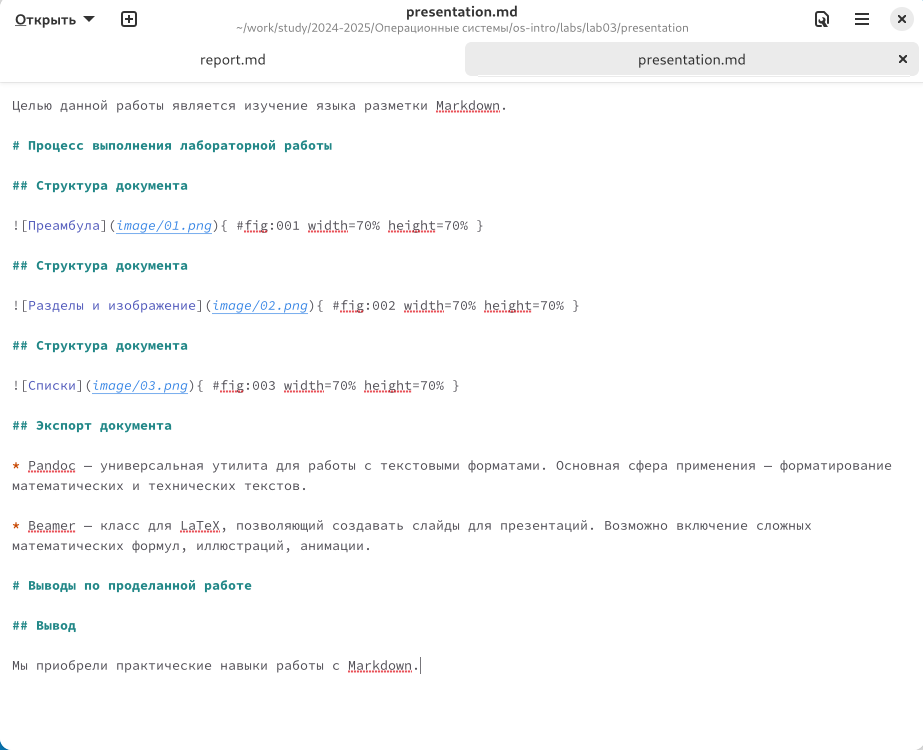 Открыть
presentation.md
~/work/study/2024-2025/Операционные системы/os-intro/labs/lab03/presentation
report.md
presentation.md
Целью данной работы является изучение языка разметки Markdown.
# Процесс выполнения лабораторной работы
## Структура документа
![Преамбула](image/01.png){ #fig:001 width=70% height=70% }
## Структура документа
![Разделы и изображение](image/02.png){ #fig:002 width=70% height=70% }
## Структура документа
![Списки](image/03.png){ #fig:003 width=70% height=70% }
## Экспорт документа
* Pandoc — универсальная утилита для работы с текстовыми форматами. Основная сфера применения — форматирование
математических и технических текстов.
* Beamer — класс для LaTeX, позволяющий создавать слайды для презентаций. Возможно включение сложных
математических формул, иллюстраций, анимации.
# Выводы по проделанной работе
## Вывод
Мы приобрели практические навыки работы с Markdown.